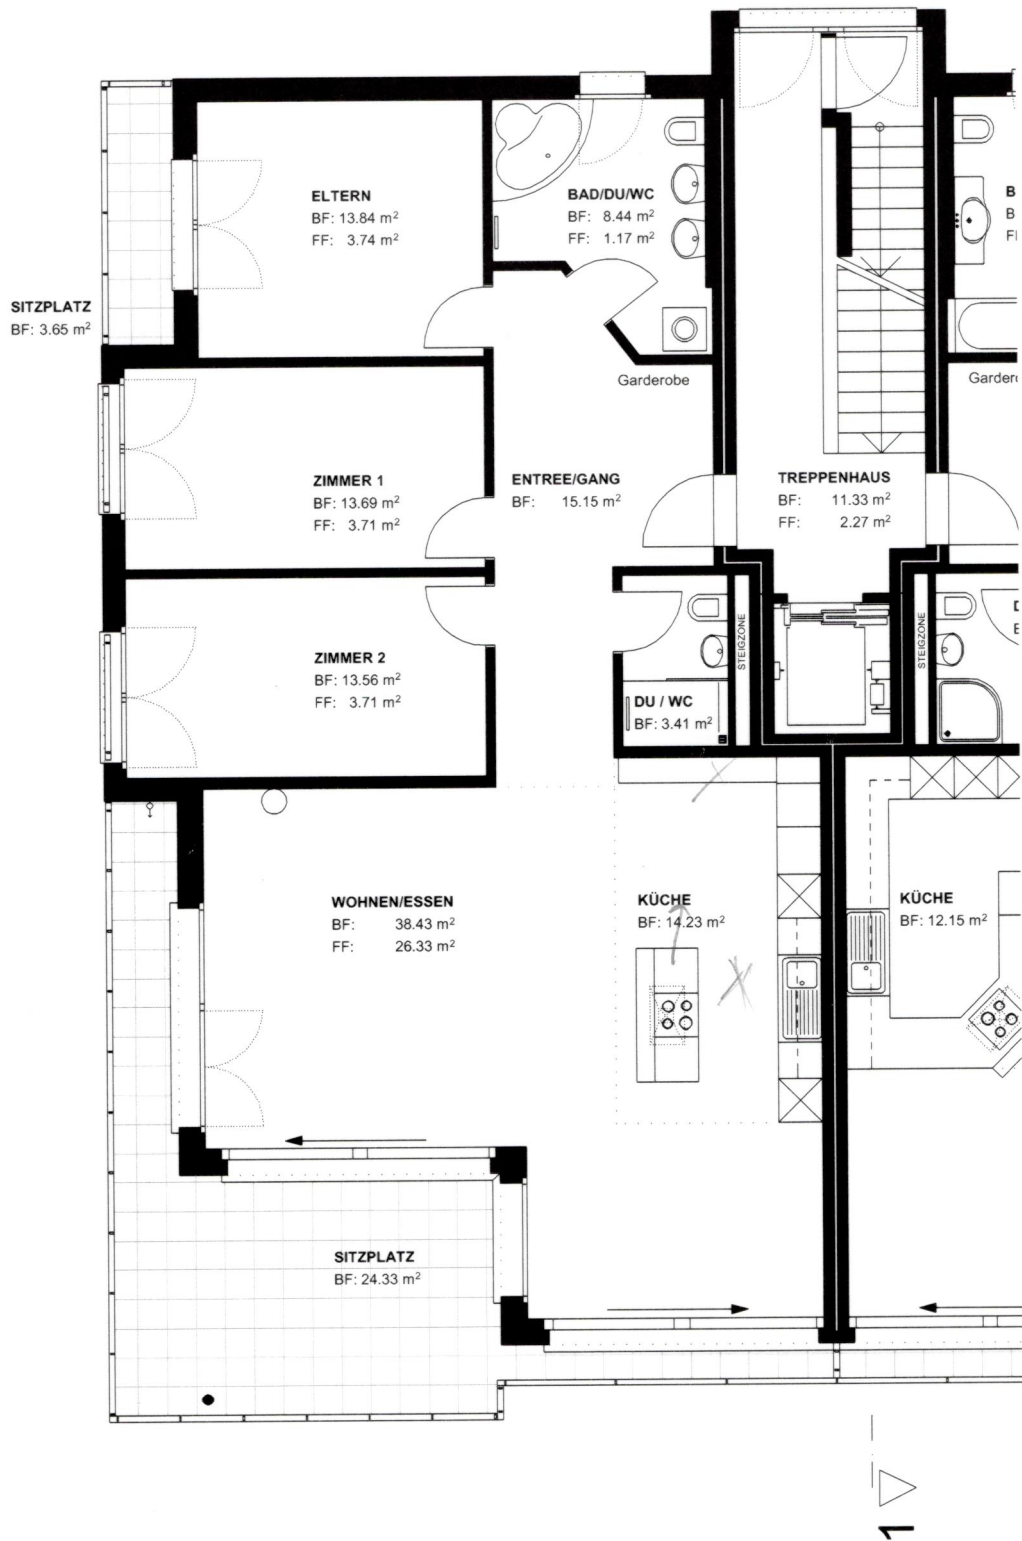 ELTERN
BF: 13.84 m²
FF: 3.74 m²
BAD/DU/WC
BF: 8.44 m²
FF: 1.17 m²
B
B
SITZPLATZ
BF: 3.65 m²
Garderobe
ZIMMER 1
BF: 13.69 m²
FF: 3.71 m²
ENTREE/GANG
BF: 15.15 m²
TREPPENHAUS
BF: 11.33 m²
FF: 2.27 m²
ZIMMER 2
BF: 13.56 m²
FF: 3.71 m²
STEIGZONE
STEIGZONE
DU / WC
BF: 3.41 m²
WOHNEN/ESSEN
BF: 38.43 m²
FF: 26.33 m²
KÜCHE
BF: 14.23 m²
KÜCHE
BF: 12.15 m²
SITZPLATZ
BF: 24.33 m²
1